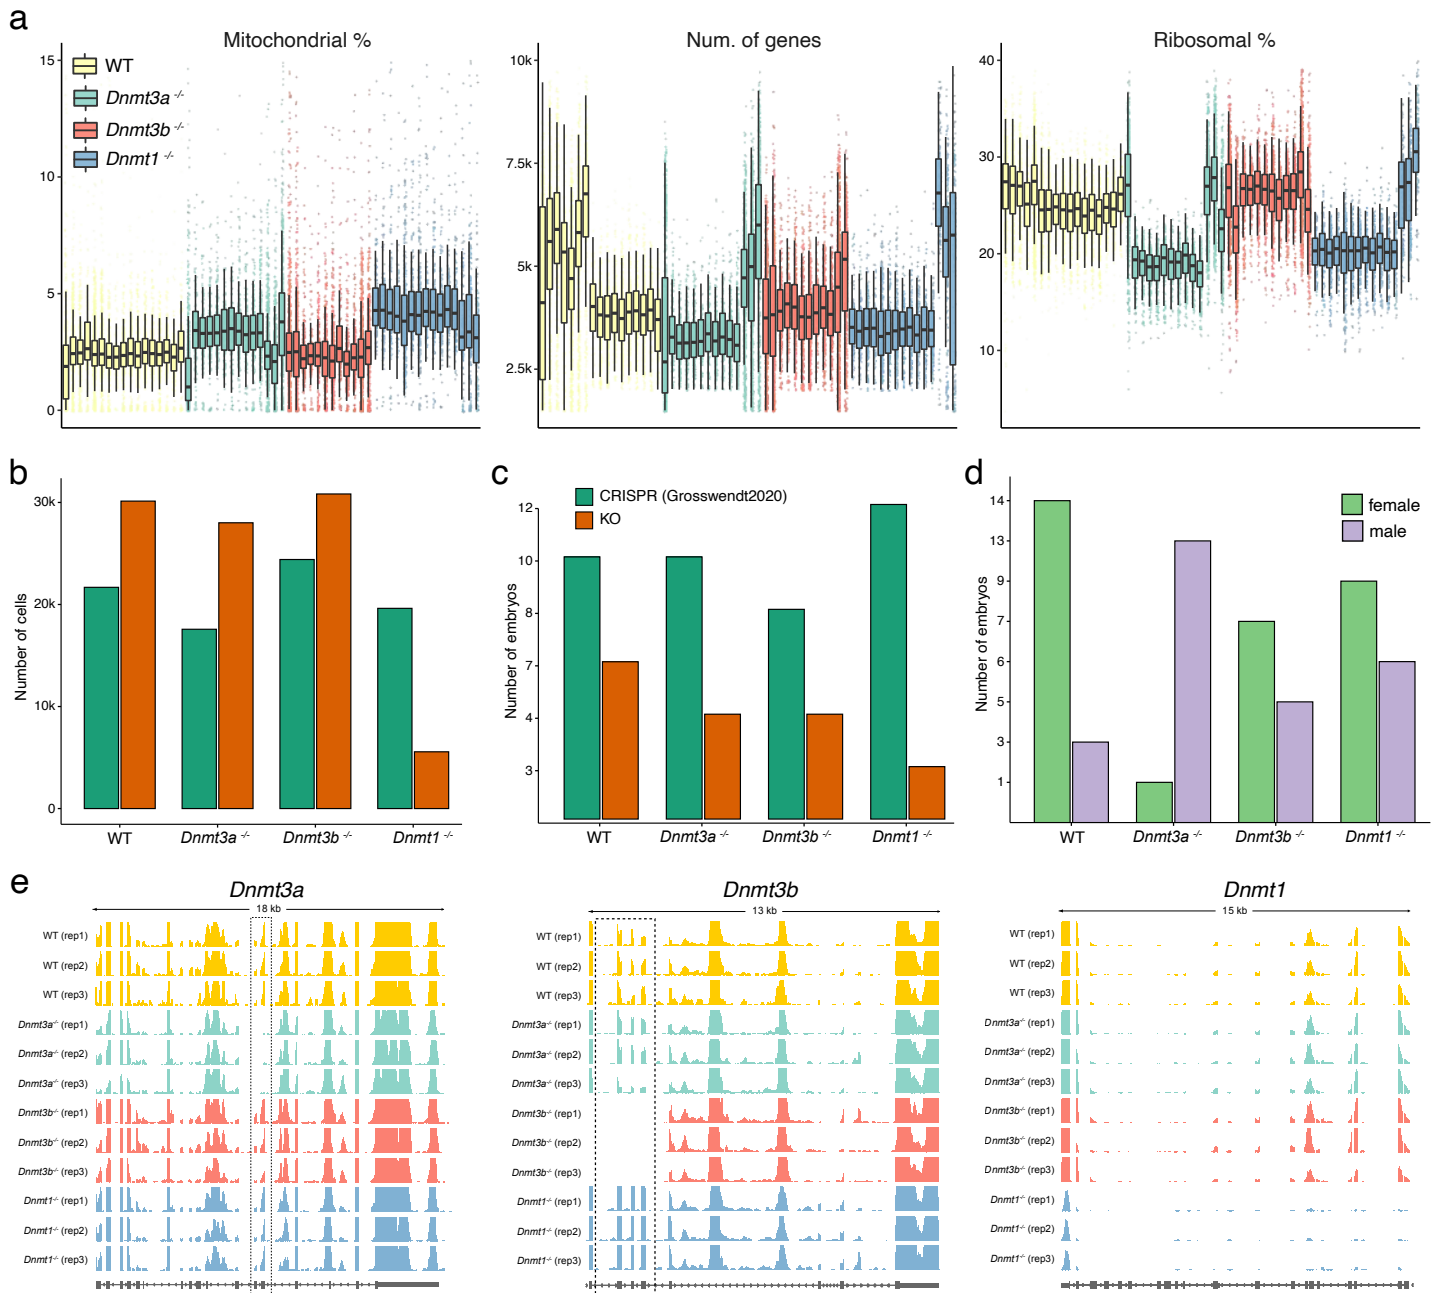 a
Mitochondrial %
Num. of genes
Ribosomal %
15
10
5
0
WT
Dnmt3a -/-
Dnmt3b -/-
Dnmt1 -/-
10k
7.5k
5k
2.5k
40
30
20
10
b
Number of cells
30k
20k
10k
0
WT
Dnmt3a -/-
Dnmt3b -/-
Dnmt1 -/-
c
CRISPR (Grosswendt2020)
KO
Number of embryos
12
10
8
7
4
3
WT
Dnmt3a -/-
Dnmt3b -/-
Dnmt1 -/-
d
female
male
Number of embryos
14
13
9
7
6
5
3
1
WT
Dnmt3a -/-
Dnmt3b -/-
Dnmt1 -/-
e
Dnmt3a
18 kb
WT (rep1)
WT (rep2)
WT (rep3)
Dnmt3a-/- (rep1)
Dnmt3a-/- (rep2)
Dnmt3a-/- (rep3)
Dnmt3b-/- (rep1)
Dnmt3b-/- (rep2)
Dnmt3b-/- (rep3)
Dnmt1-/- (rep1)
Dnmt1-/- (rep2)
Dnmt1-/- (rep3)
Dnmt3b
13 kb
WT (rep1)
WT (rep2)
WT (rep3)
Dnmt3a-/- (rep1)
Dnmt3a-/- (rep2)
Dnmt3a-/- (rep3)
Dnmt3b-/- (rep1)
Dnmt3b-/- (rep2)
Dnmt3b-/- (rep3)
Dnmt1-/- (rep1)
Dnmt1-/- (rep2)
Dnmt1-/- (rep3)
Dnmt1
15 kb
WT (rep1)
WT (rep2)
WT (rep3)
Dnmt3a-/- (rep1)
Dnmt3a-/- (rep2)
Dnmt3a-/- (rep3)
Dnmt3b-/- (rep1)
Dnmt3b-/- (rep2)
Dnmt3b-/- (rep3)
Dnmt1-/- (rep1)
Dnmt1-/- (rep2)
Dnmt1-/- (rep3)